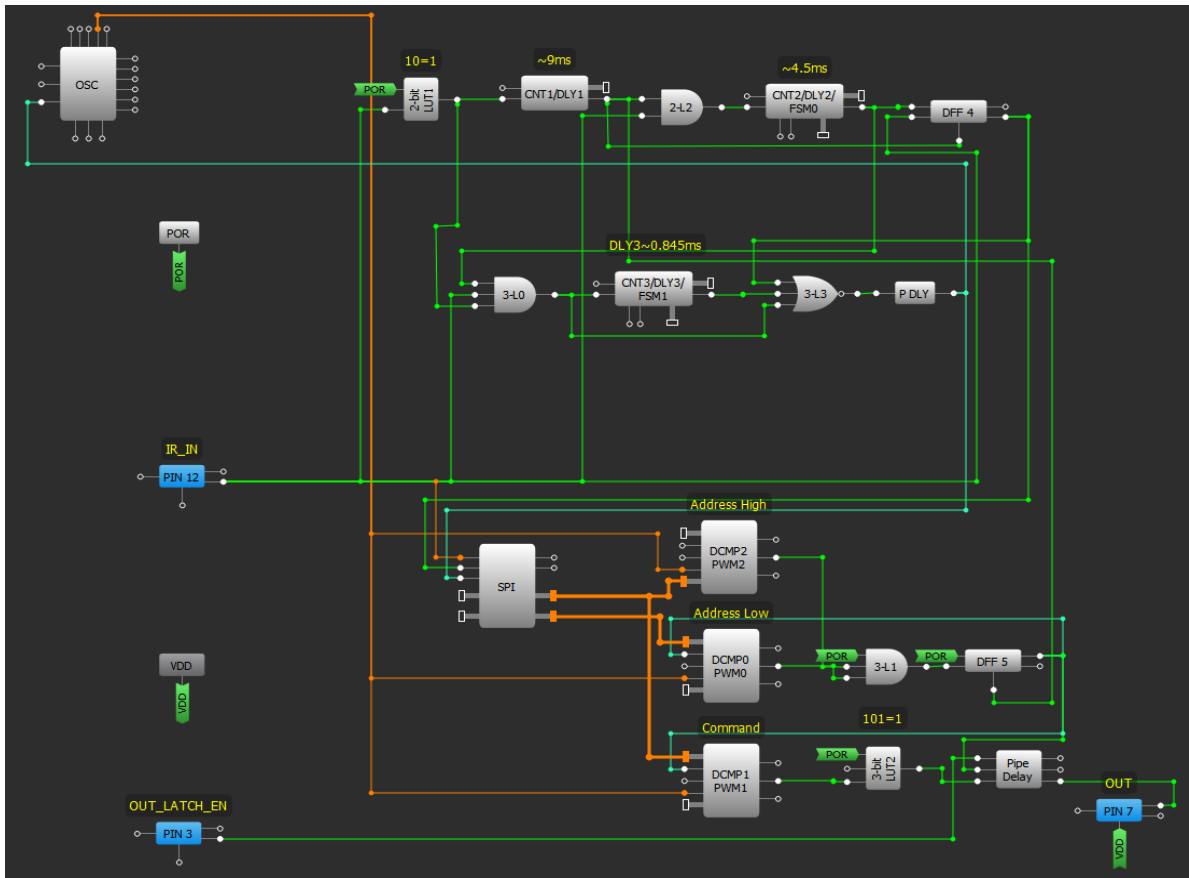 OSC
10=1
POR
2-bit
LUT1
~9ms
CNT1/DLY1
2-L2
~4.5ms
CNT2/DLY2/
FSM0
DFF 4
POR
POR
DLY3~0.845ms
3-L0
CNT3/DLY3/
FSM1
3-L3
P DLY
IR_IN
PIN 12
SPI
Address High
DCMP2
PWM2
Address Low
DCMP0
PWM0
POR
3-L1
POR
DFF 5
VDD
VDD
Command
DCMP1
PWM1
101=1
POR
3-bit
LUT2
Pipe
Delay
OUT
PIN 7
VDD
OUT_LATCH_EN
PIN 3